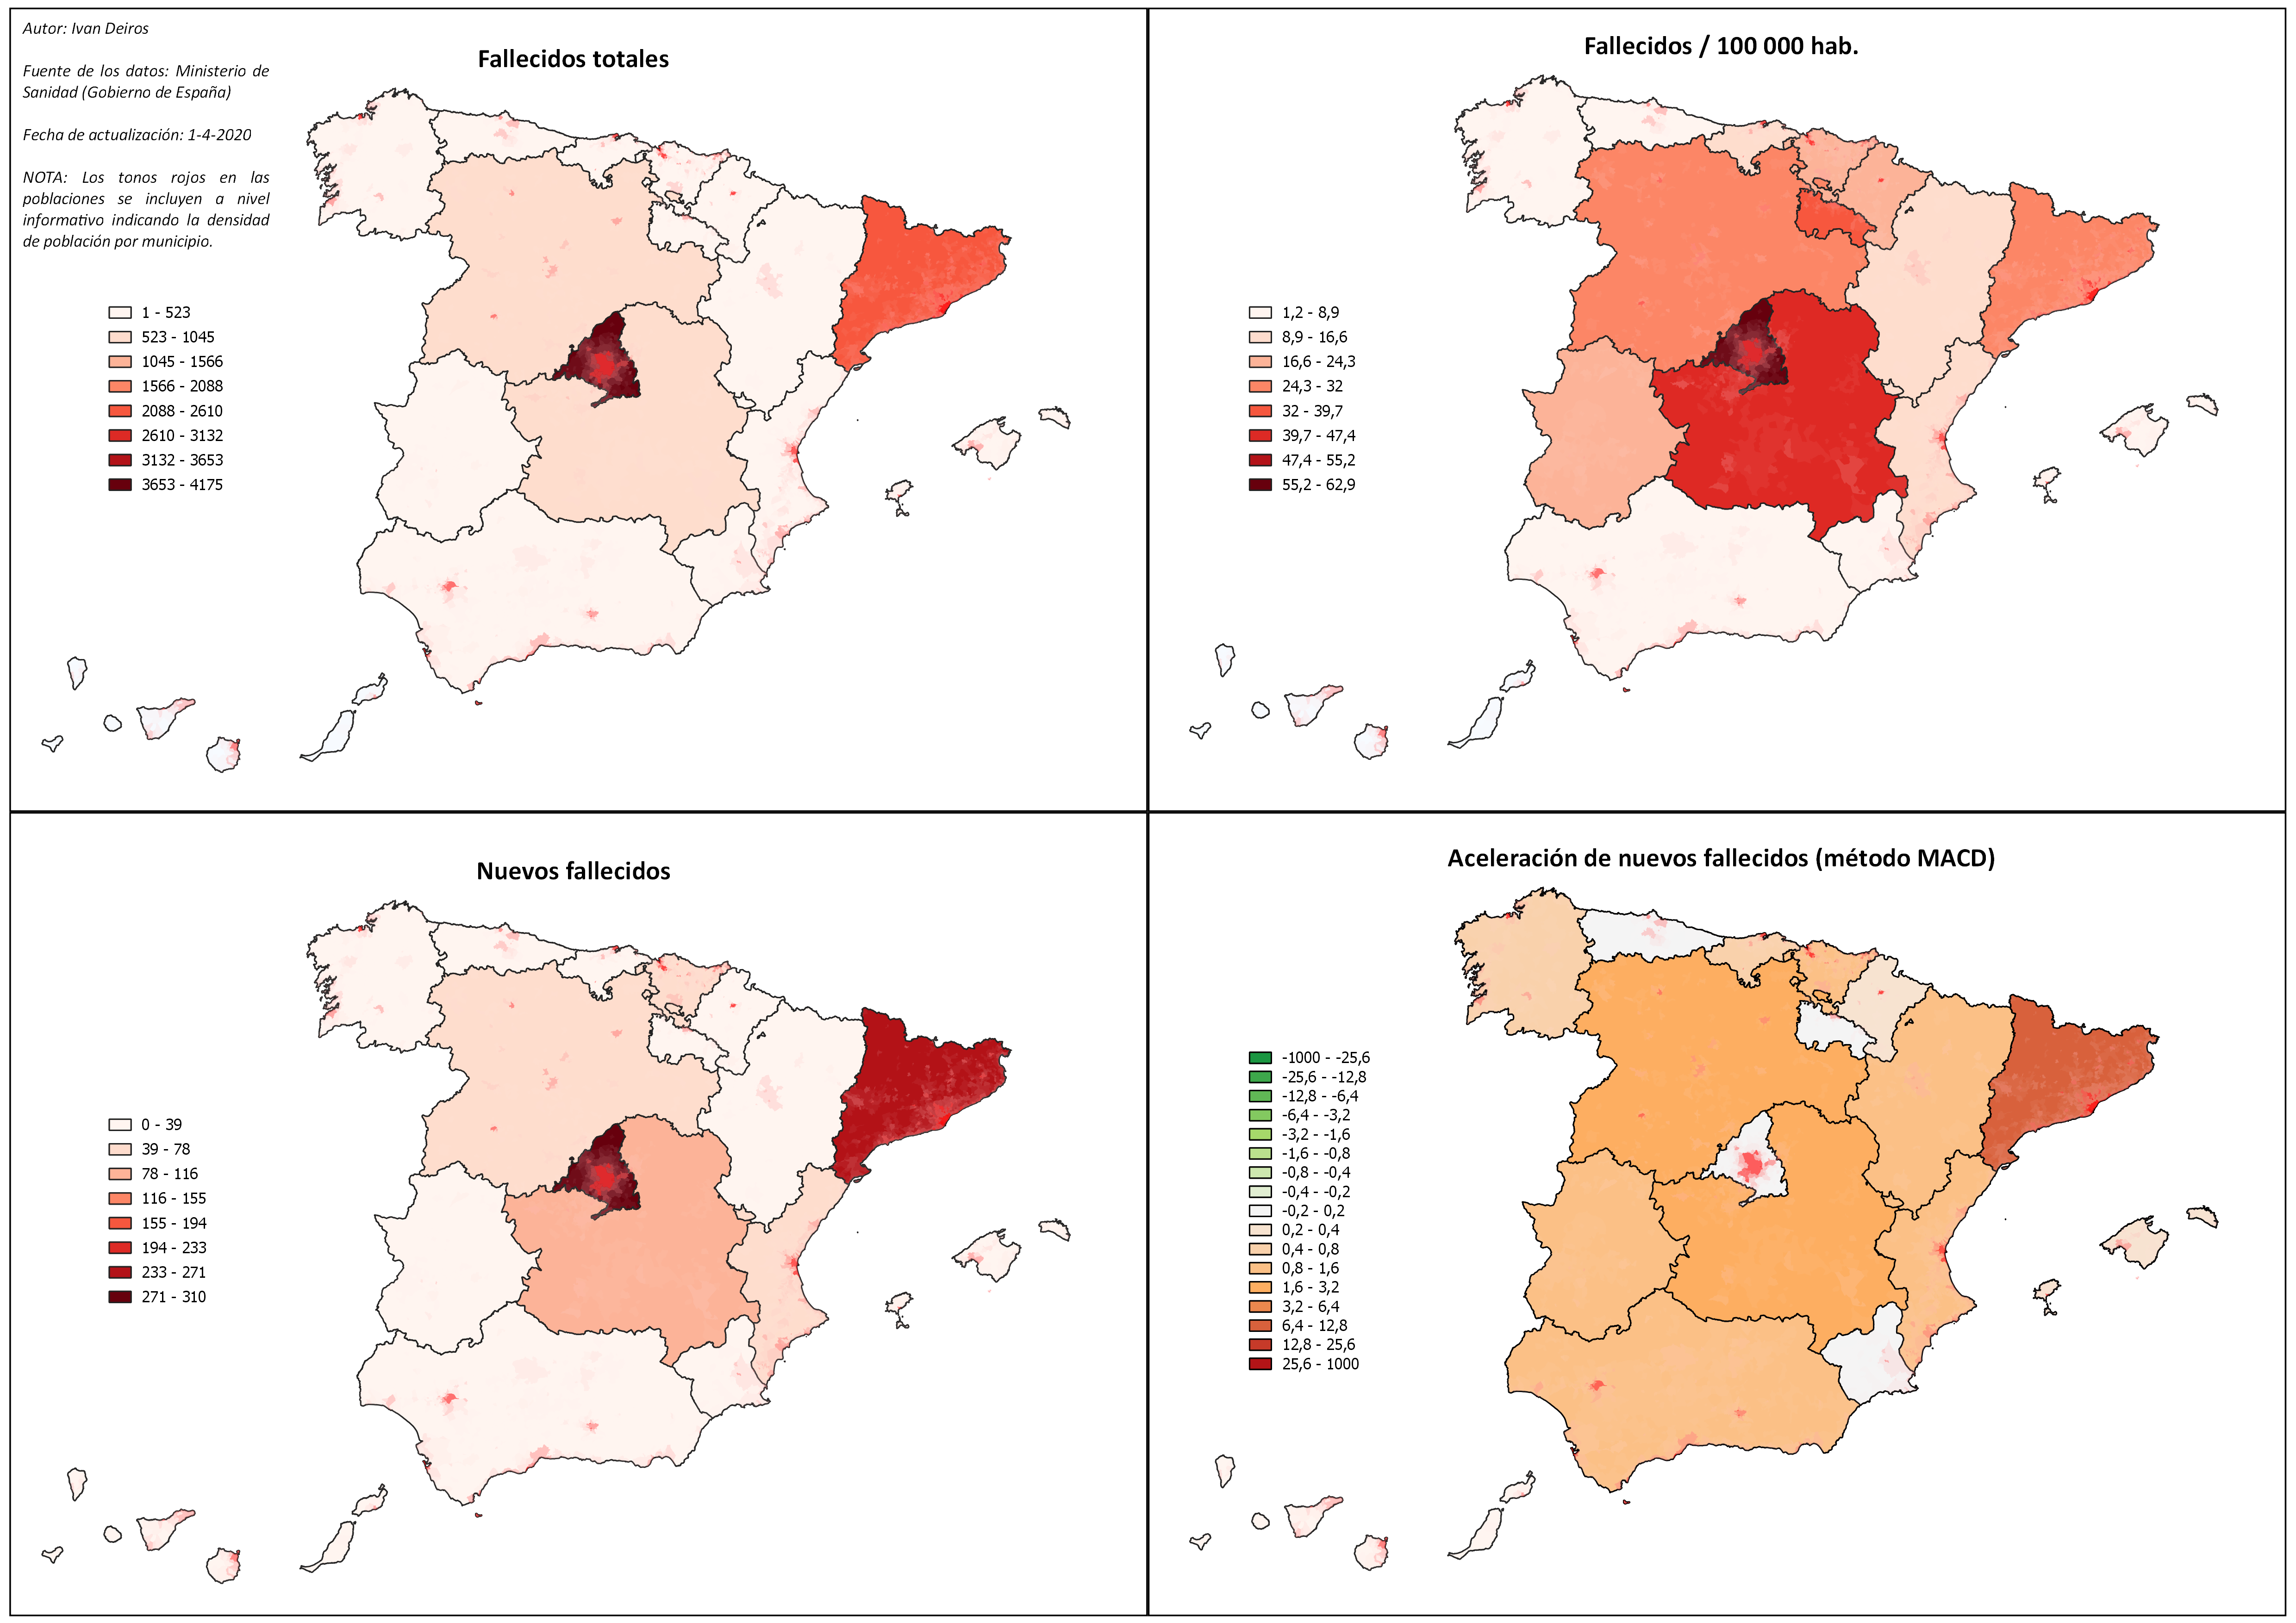 Autor: Ivan Deiros
Fuente de los datos: Ministerio de
Sanidad (Gobierno de España)
Fecha de actualización: 1-4-2020
NOTA: Los tonos rojos en las
poblaciones se incluyen a nivel
informativo indicando la densidad
de población por municipio.
Fallecidos totales
1 - 523
523 - 1045
1045 - 1566
1566 - 2088
2088 - 2610
2610 - 3132
3132 - 3653
3653 - 4175
Fallecidos / 100 000 hab.
1,2 - 8,9
8,9 - 16,6
16,6 - 24,3
24,3 - 32
32 - 39,7
39,7 - 47,4
47,4 - 55,2
55,2 - 62,9
Nuevos fallecidos
0 - 39
39 - 78
78 - 116
116 - 155
155 - 194
194 - 233
233 - 271
271 - 310
Aceleración de nuevos fallecidos (método MACD)
-1000 - -25,6
-25,6 - -12,8
-12,8 - -6,4
-6,4 - -3,2
-3,2 - -1,6
-1,6 - -0,8
-0,8 - -0,4
-0,4 - -0,2
-0,2 - 0,2
0,2 - 0,4
0,4 - 0,8
0,8 - 1,6
1,6 - 3,2
3,2 - 6,4
6,4 - 12,8
12,8 - 25,6
25,6 - 1000